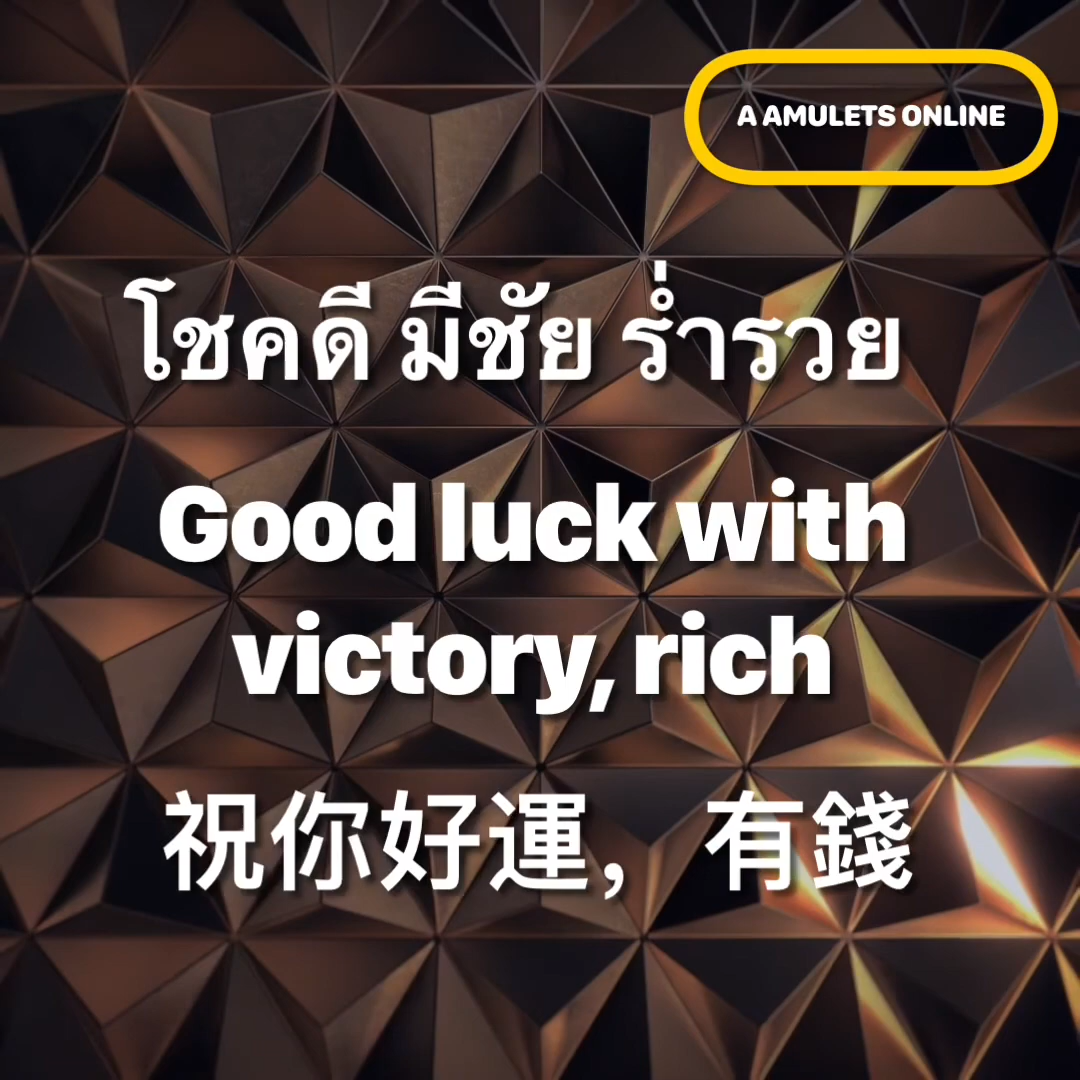 A AMULETS ONLINE
โชคดี มีชัย ร่ำรวย
Good luck with
victory, rich
祝你好運，有錢